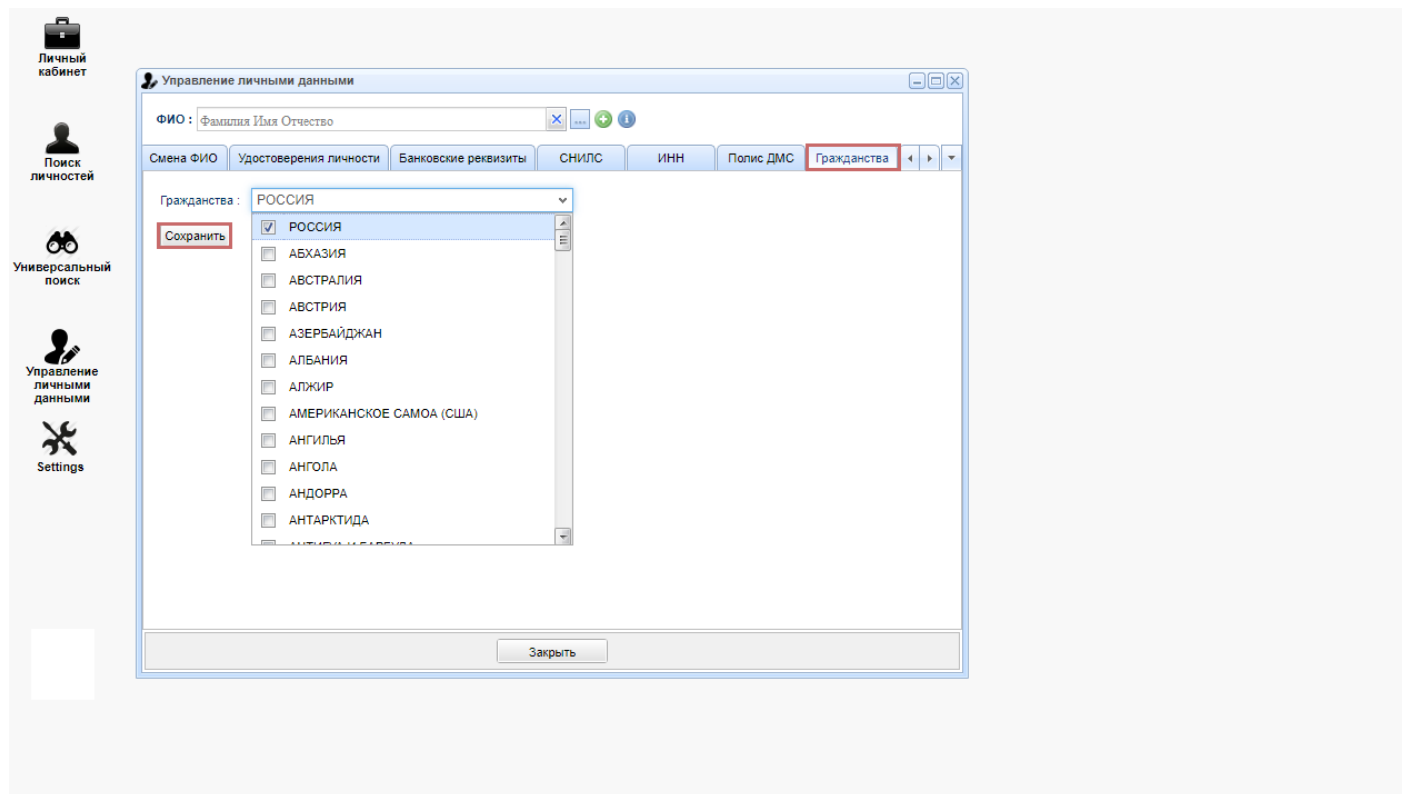 Личный
кабинет
Поиск
личностей
Универсальный
поиск
Управление
личными
данными
Settings
Управление личными данными
ФИО : Фамилия Имя Отчество ...
Смена ФИО Удостоверения личности Банковские реквизиты СНИЛС ИНН Полис ДМС Гражданства
Гражданства : РОССИЯ
Сохранить
РОССИЯ
АБХАЗИЯ
АВСТРАЛИЯ
АВСТРИЯ
АЗЕРБАЙДЖАН
АЛБАНИЯ
АЛЖИР
АМЕРИКАНСКОЕ САМОА (США)
АНГИЛЬЯ
АНГОЛА
АНДОРРА
АНТАРКТИДА
Закрыть